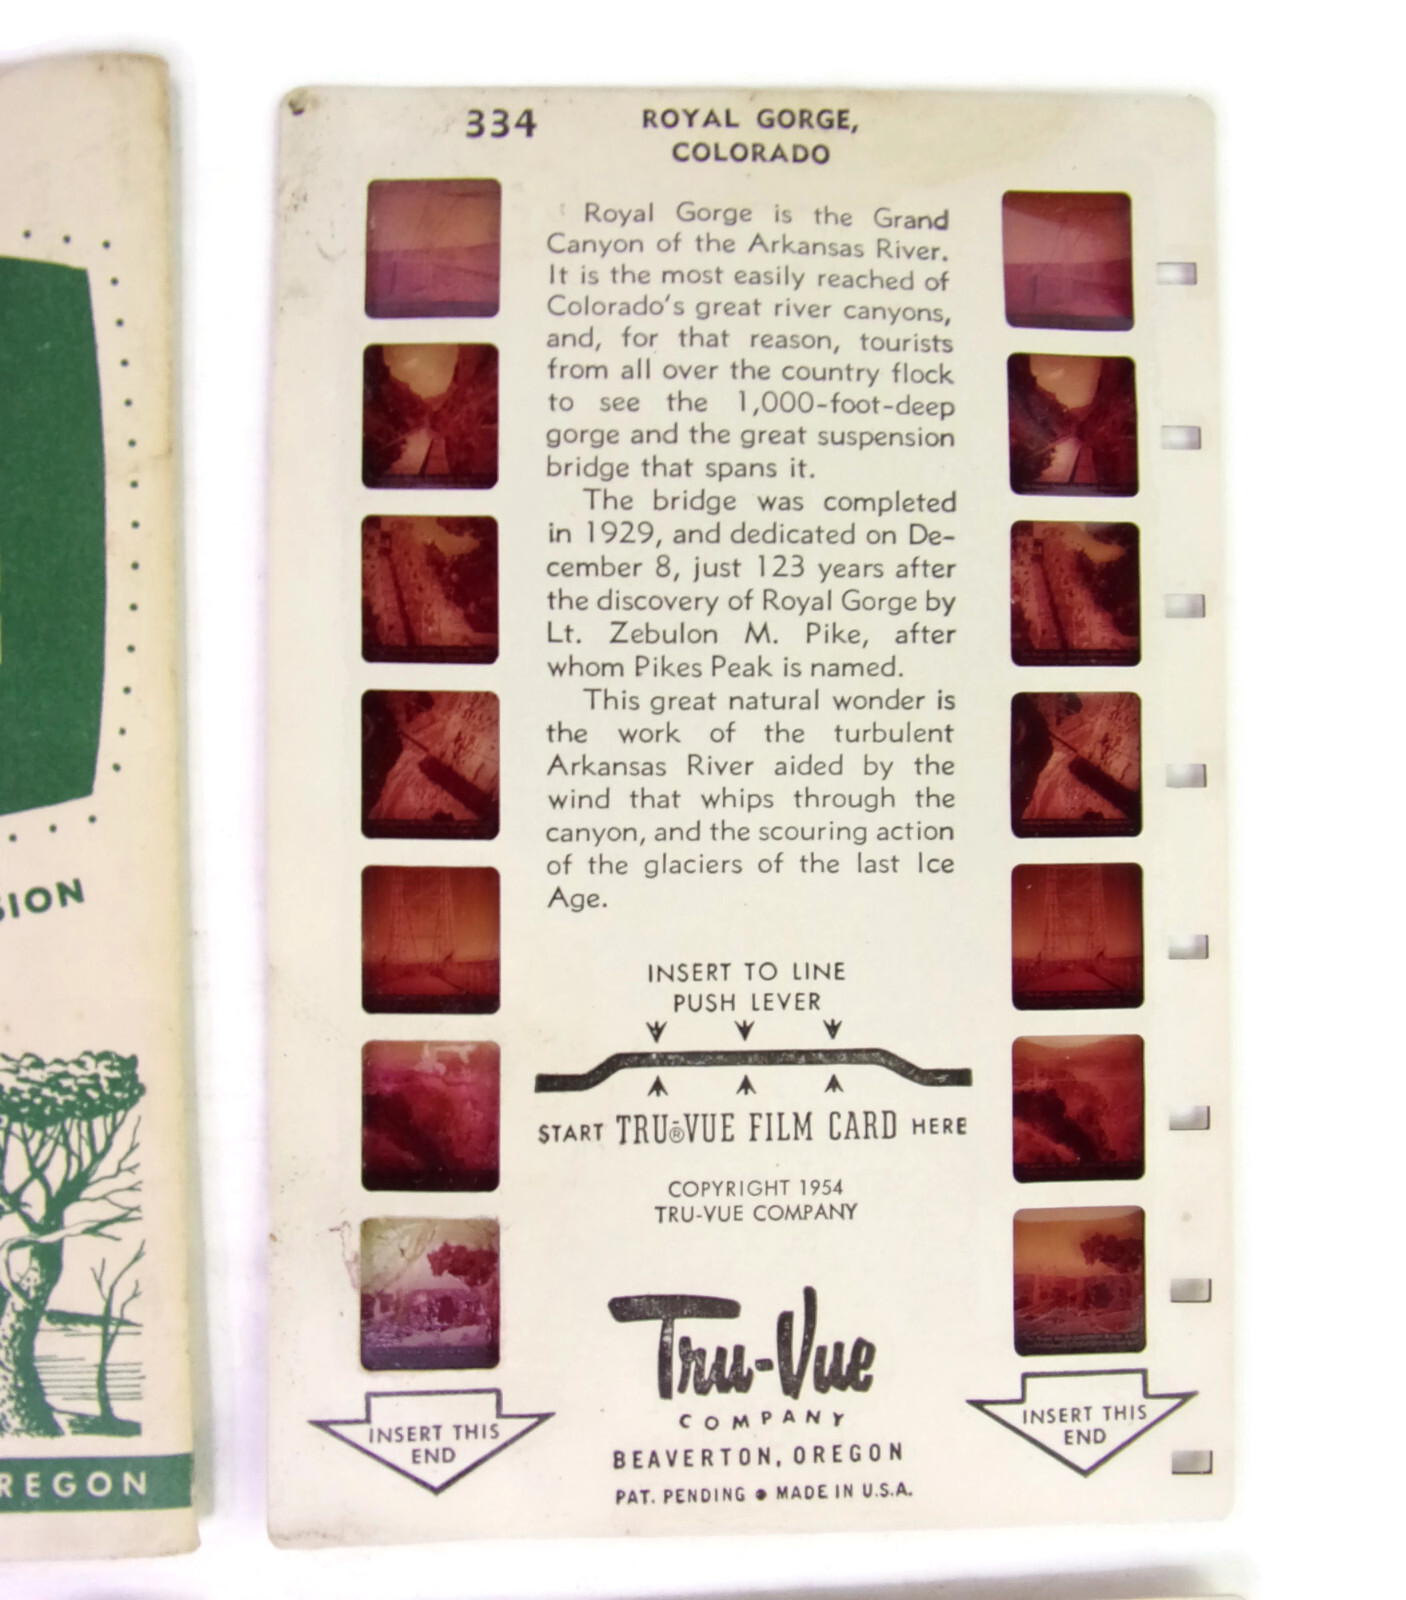 334
ROYAL GORGE,
COLORADO
Royal Gorge is the Grand
Canyon of the Arkansas River.
It is the most easily reached of
Colorado's great river canyons,
and, for that reason, tourists
from all over the country flock
to see the 1,000-foot-deep
gorge and the great suspension
bridge that spans it.
The bridge was completed
in 1929, and dedicated on De-
cember 8, just 123 years after
the discovery of Royal Gorge by
Lt. Zebulon M. Pike, after
whom Pikes Peak is named.
This great natural wonder is
the work of the turbulent
Arkansas River aided by the
wind that whips through the
canyon, and the scouring action
of the glaciers of the last Ice
Age.
INSERT TO LINE
PUSH LEVER
START TRU®-VUE FILM CARD HERE
COPYRIGHT 1954
TRU-VUE COMPANY
Tru-Vue
COMPANY
BEAVERTON, OREGON
PAT. PENDING ● MADE IN U.S.A.
INSERT THIS
END
INSERT THIS
END
SION
REGON